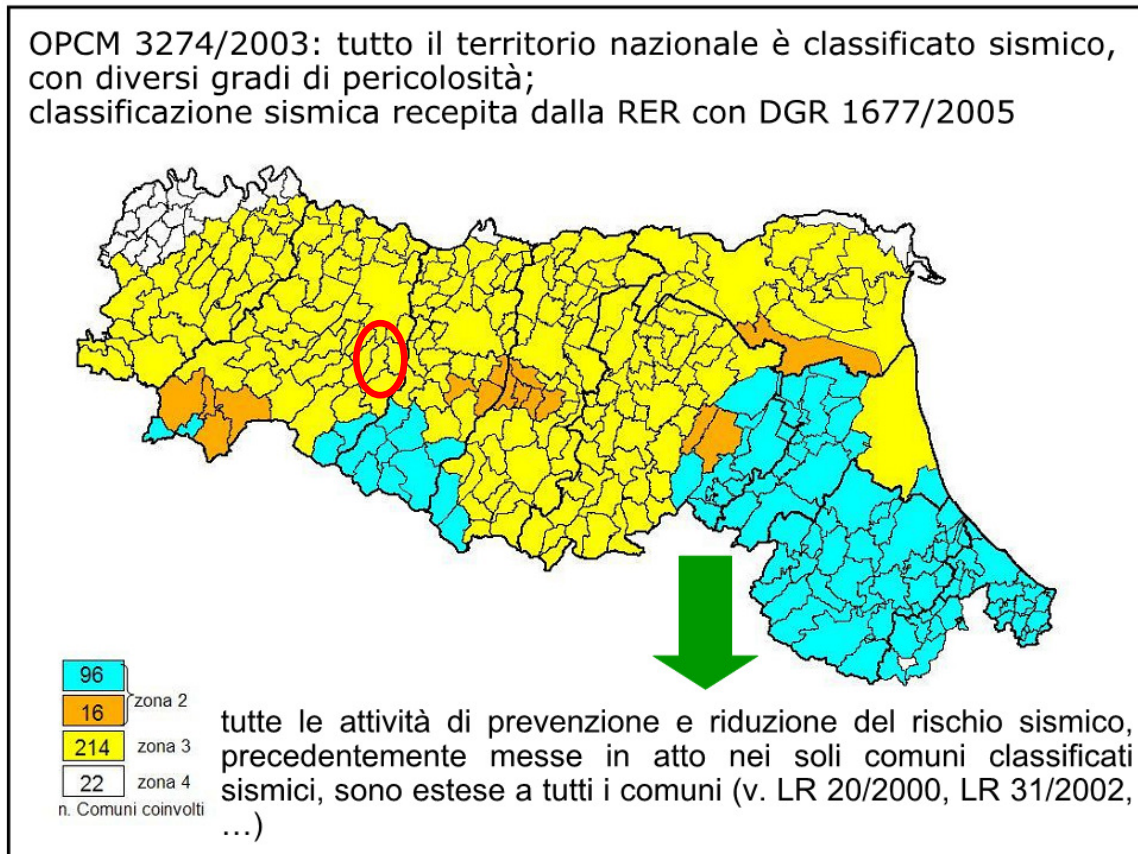 OPCM 3274/2003: tutto il territorio nazionale è classificato sismico,
con diversi gradi di pericolosità;
classificazione sismica recepita dalla RER con DGR 1677/2005
96
16
zona 2
214 zona 3
22 zona 4
n. Comuni coinvolti
tutte le attività di prevenzione e riduzione del rischio sismico,
precedentemente messe in atto nei soli comuni classificati
sismici, sono estese a tutti i comuni (v. LR 20/2000, LR 31/2002,
…)